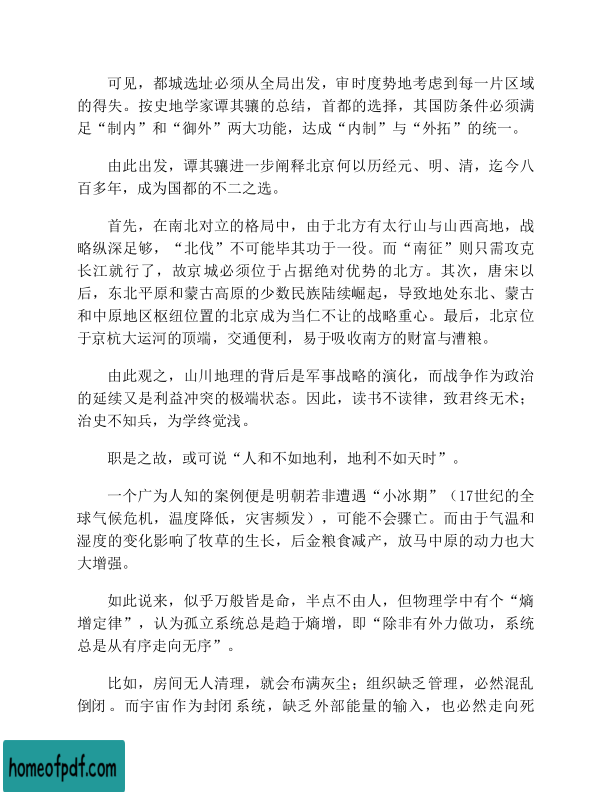 可见，都城选址必须从全局出发，审时度势地考虑到每一片区域
的得失。按史地学家谭其骧的总结，首都的选择，其国防条件必须满
足“制内”和“御外”两大功能，达成“内制”与“外拓”的统一。
由此出发，谭其骧进一步阐释北京何以历经元、明、清，迄今八
百多年，成为国都的不二之选。
首先，在南北对立的格局中，由于北方有太行山与山西高地，战
略纵深足够，“北伐”不可能毕其功于一役。而“南征”则只需攻克
长江就行了，故京城必须位于占据绝对优势的北方。其次，唐宋以
后，东北平原和蒙古高原的少数民族陆续崛起，导致地处东北、蒙古
和中原地区枢纽位置的北京成为当仁不让的战略重心。最后，北京位
于京杭大运河的顶端，交通便利，易于吸收南方的财富与漕粮。
由此观之，山川地理的背后是军事战略的演化，而战争作为政治
的延续又是利益冲突的极端状态。因此，读书不读律，致君终无术；
治史不知兵，为学终觉浅。
职是之故，或可说“人和不如地利，地利不如天时”。
一个广为人知的案例便是明朝若非遭遇“小冰期”（17世纪的全
球气候危机，温度降低，灾害频发），可能不会骤亡。而由于气温和
湿度的变化影响了牧草的生长，后金粮食减产，放马中原的动力也大
大增强。
如此说来，似乎万般皆是命，半点不由人，但物理学中有个“熵
增定律”，认为孤立系统总是趋于熵增，即“除非有外力做功，系统
总是从有序走向无序”。
比如，房间无人清理，就会布满灰尘；组织缺乏管理，必然混乱
倒闭。而宇宙作为封闭系统，缺乏外部能量的输入，也必然走向死
homeofpdf.com